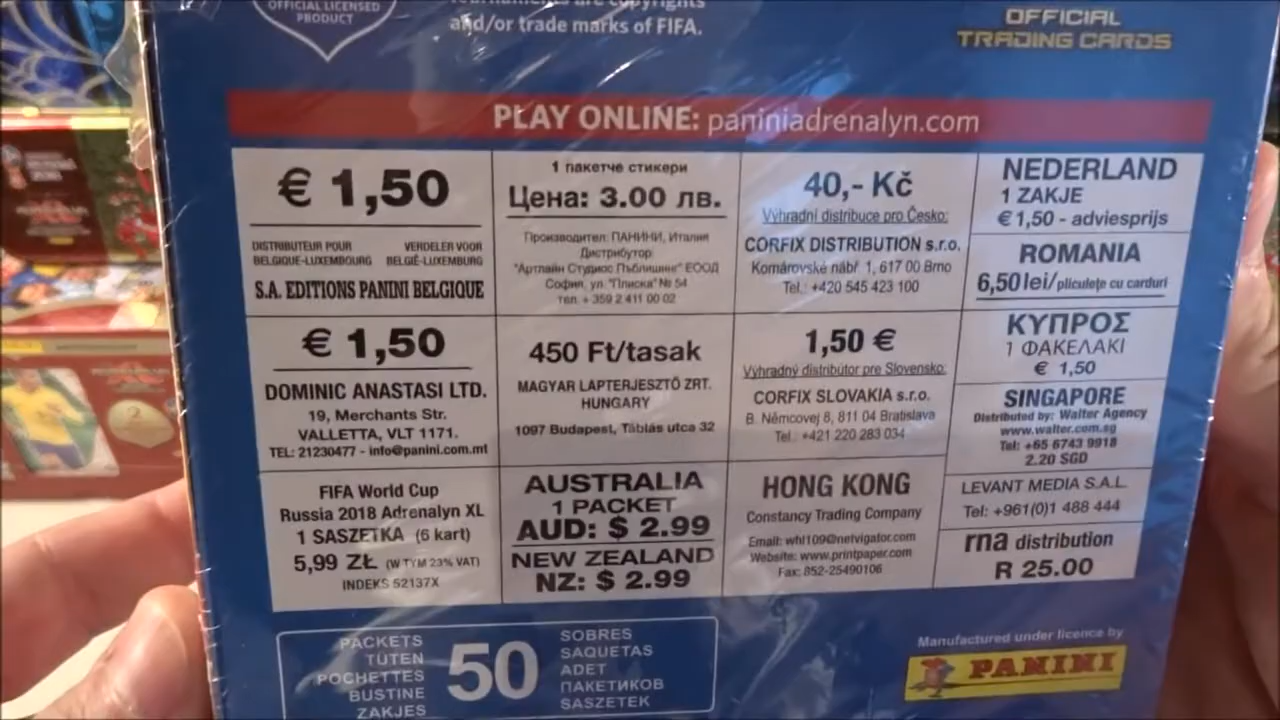 OFFICIAL LICENSED
PRODUCT
are copyrights
and/or trade marks of FIFA.
OFFICIAL
TRADING CARDS
PLAY ONLINE: paniniadrenalyn.com
€ 1,50
DISTRIBUTEUR POUR
BELGIQUE-LUXEMBOURG
VERDELER VOOR
BELGIË-LUXEMBURG
S.A. EDITIONS PANINI BELGIQUE
1 пакетче стикери
Цена: 3.00 лв.
Производител: ПАНИНИ, Италия
Дистрибутор:
"Артлайн Студиос Пъблишинг" ЕООД
София, ул. "Плиска" № 54
тел. + 359 2 411 00 02
40,- Kč
Výhradní distribuce pro Česko:
CORFIX DISTRIBUTION s.r.o.
Komárovské nábř. 1, 617 00 Brno
Tel.: +420 545 423 100
NEDERLAND
1 ZAKJE
€ 1,50 - adviesprijs
ROMANIA
6,50 lei/pliculeţe cu carduri
€ 1,50
DOMINIC ANASTASI LTD.
19, Merchants Str.
VALLETTA, VLT 1171.
TEL: 21230477 - info@panini.com.mt
450 Ft/tasak
MAGYAR LAPTERJESZTŐ ZRT.
HUNGARY
1097 Budapest, Táblás utca 32
1,50 €
Výhradný distribútor pre Slovensko:
CORFIX SLOVAKIA s.r.o.
B. Němcovej 8, 811 04 Bratislava
Tel.: +421 220 283 034
ΚΥΠΡΟΣ
1 ΦΑΚΕΛΑΚΙ
€ 1,50
SINGAPORE
Distributed by: Walter Agency
www.walter.com.sg
Tel: +65 6743 9918
2.20 SGD
FIFA World Cup
Russia 2018 Adrenalyn XL
1 SASZETKA (6 kart)
5,99 ZŁ (W TYM 23% VAT)
INDEKS 52137X
AUSTRALIA
1 PACKET
AUD: $ 2.99
NEW ZEALAND
NZ: $ 2.99
HONG KONG
Constancy Trading Company
Email: whl109@netvigator.com
Website: www.printpaper.com
Fax: 852-25490106
LEVANT MEDIA S.A.L.
Tel: +961(0)1 488 444
rna distribution
R 25.00
PACKETS
TÜTEN
POCHETTES
BUSTINE
ZAKJES
50
SOBRES
SAQUETAS
ADET
ПАКЕТИКОВ
SASZETEK
Manufactured under licence by
PANINI